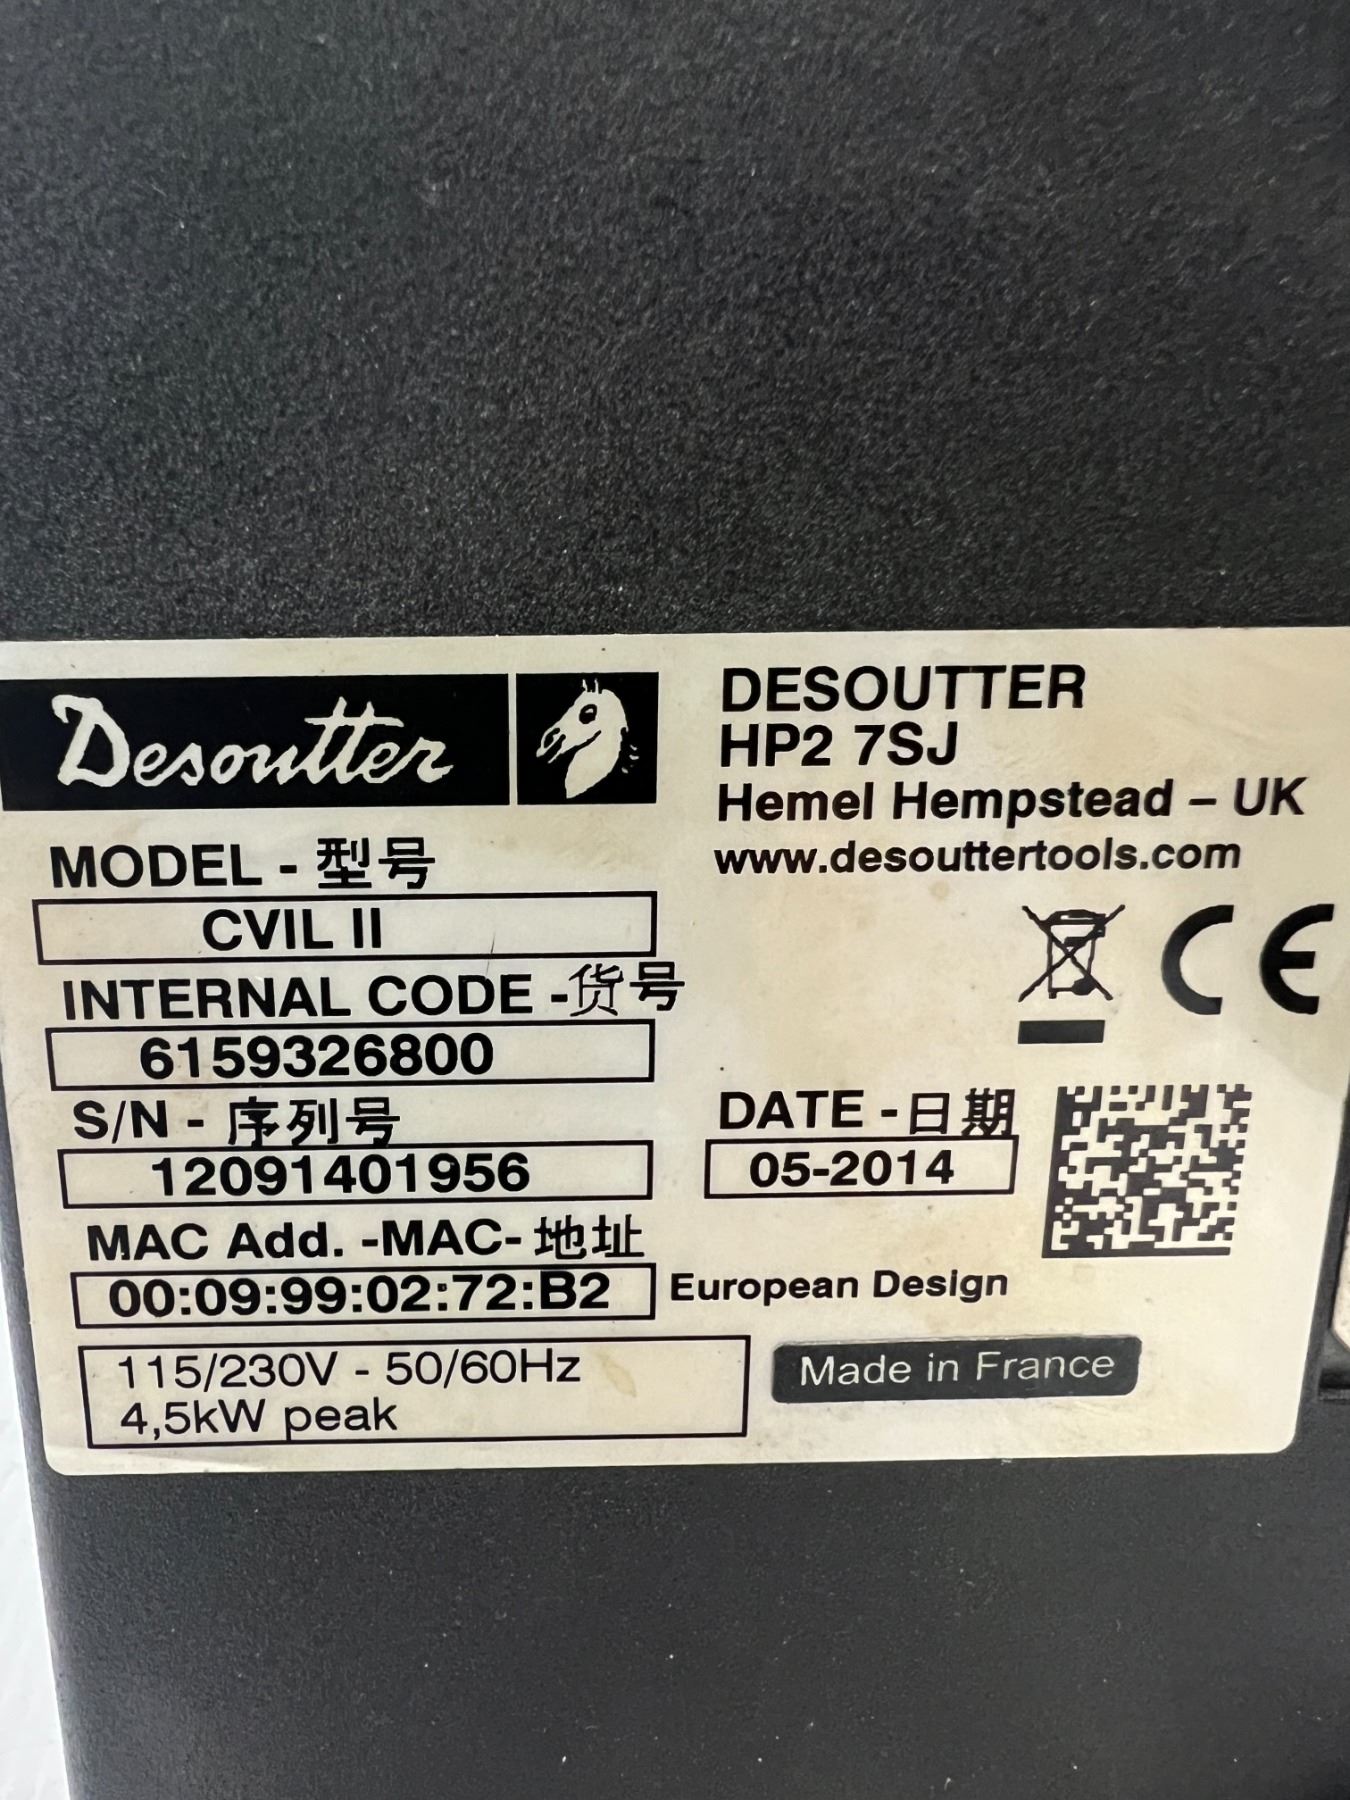 Desoutter
DESOUTTER
HP2 7SJ
Hemel Hempstead – UK
www.desouttertools.com
MODEL - 型号
CVIL II
INTERNAL CODE -货号
6159326800
CE
S/N - 序列号
12091401956
DATE -日期
05-2014
MAC Add. -MAC- 地址
00:09:99:02:72:B2
European Design
115/230V - 50/60Hz
4,5kW peak
Made in France